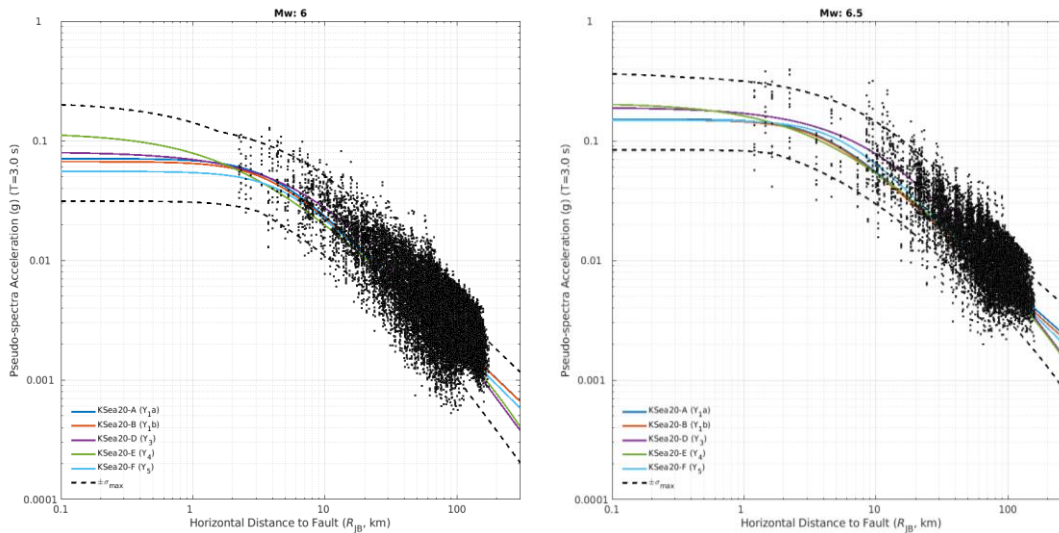 Mw: 6
Pseudo-spectra Acceleration (g) (T=3.0 s)
1
0.1
0.01
0.001
0.0001
KSea20-A (Y₁a)
KSea20-B (Y₁b)
KSea20-D (Y₃)
KSea20-E (Y₄)
KSea20-F (Y₅)
±σmax
0.1 1 10 100
Horizontal Distance to Fault (RJB, km)
Mw: 6.5
Pseudo-spectra Acceleration (g) (T=3.0 s)
1
0.1
0.01
0.001
0.0001
KSea20-A (Y₁a)
KSea20-B (Y₁b)
KSea20-D (Y₃)
KSea20-E (Y₄)
KSea20-F (Y₅)
±σmax
0.1 1 10 100
Horizontal Distance to Fault (RJB, km)